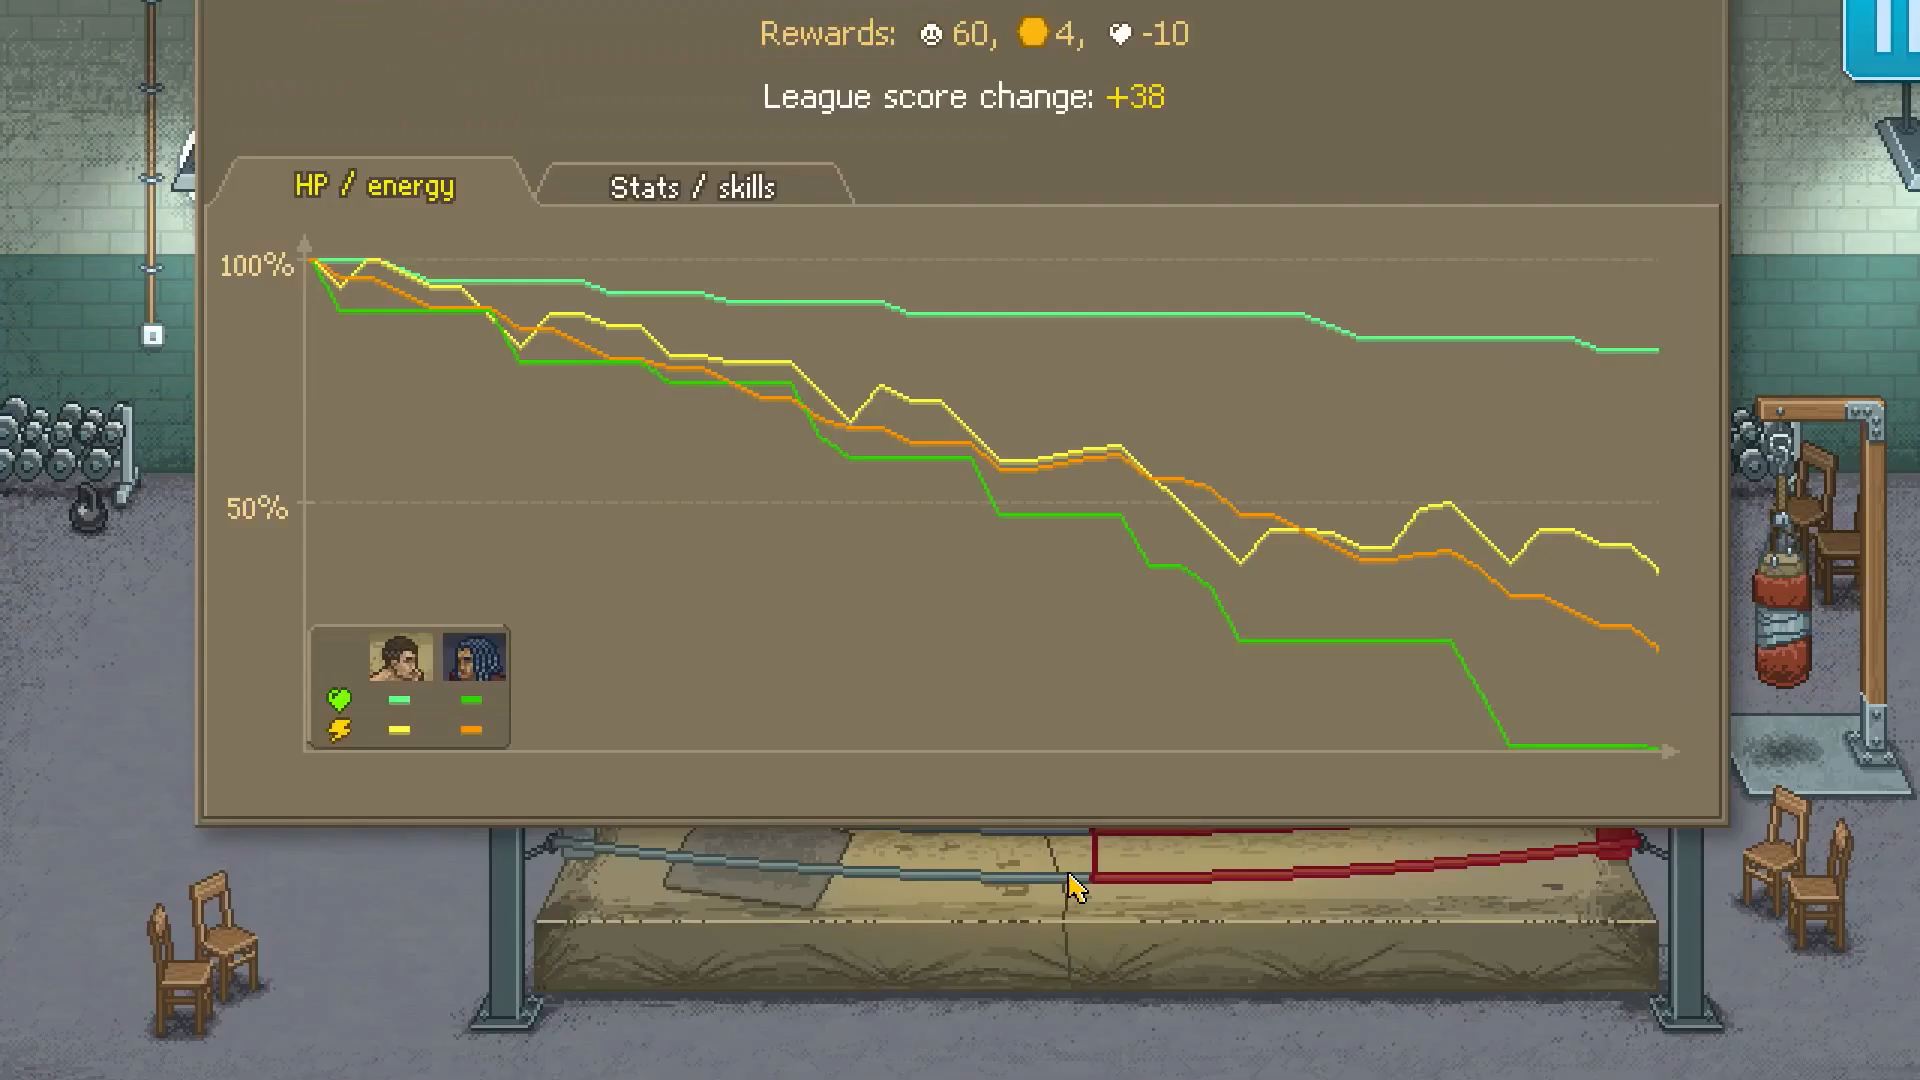 Rewards: 60, 4, -10
League score change: +38
HP / energy
Stats / skills
100%
50%